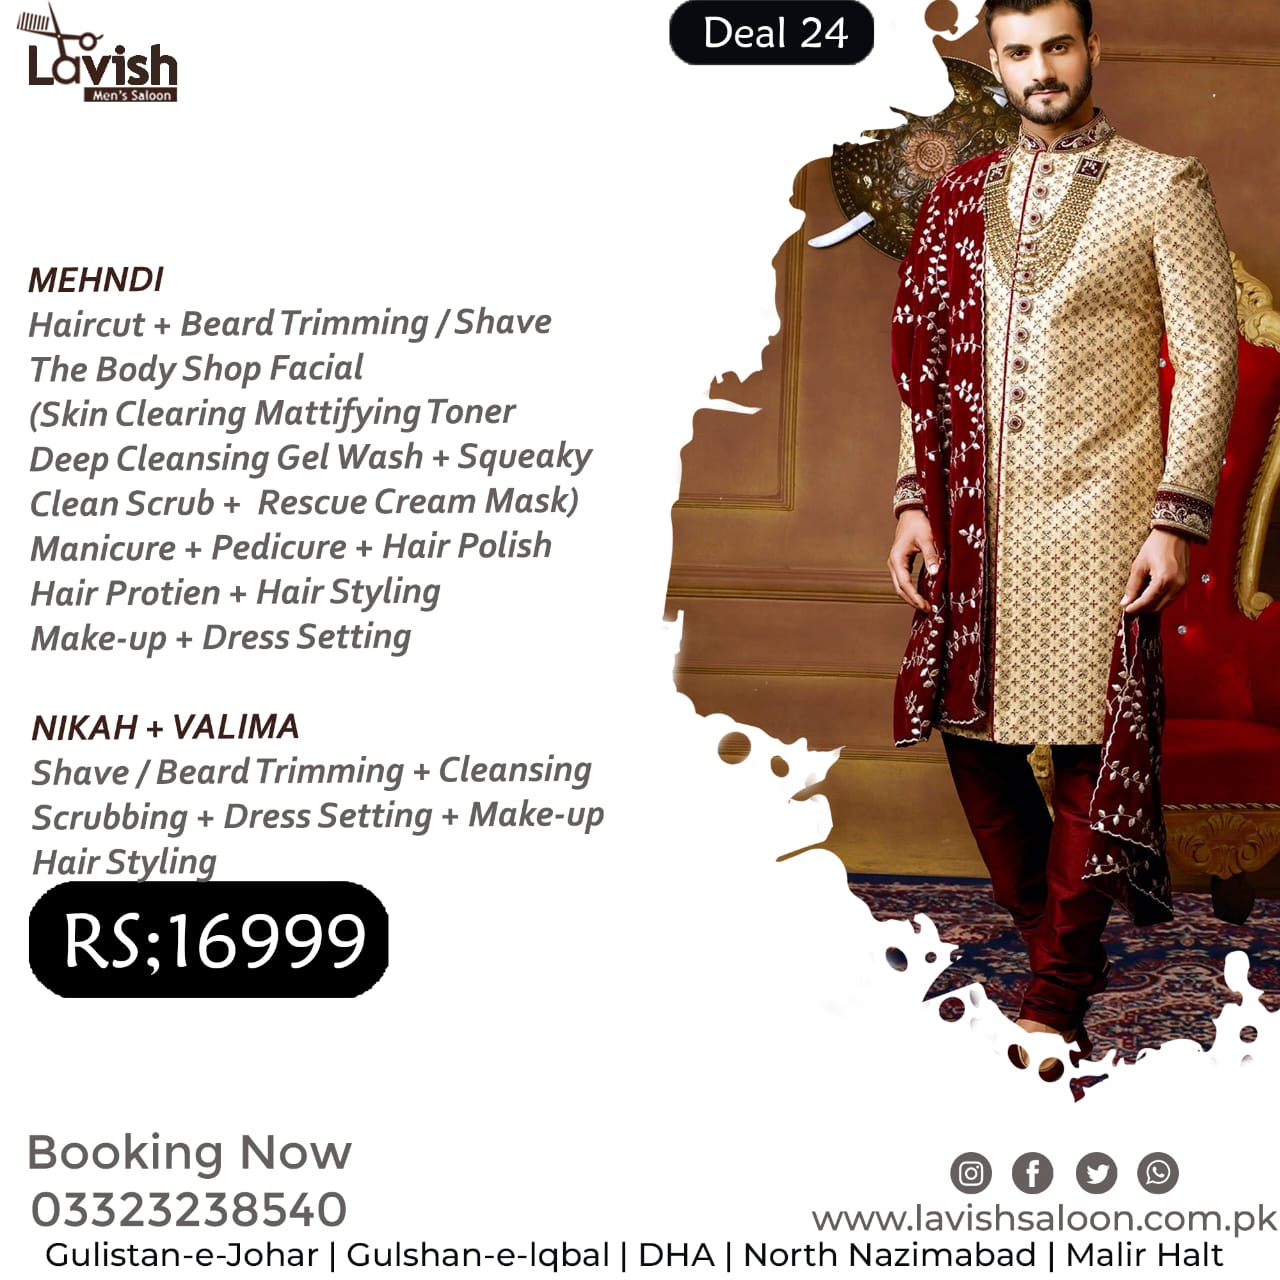 Lavish
Men's Saloon
Deal 24
MEHNDI
Haircut + Beard Trimming / Shave
The Body Shop Facial
(Skin Clearing Mattifying Toner
Deep Cleansing Gel Wash + Squeaky
Clean Scrub + Rescue Cream Mask)
Manicure + Pedicure + Hair Polish
Hair Protien + Hair Styling
Make-up + Dress Setting
NIKAH + VALIMA
Shave / Beard Trimming + Cleansing
Scrubbing + Dress Setting + Make-up
Hair Styling
RS;16999
Booking Now
03323238540
www.lavishsaloon.com.pk
Gulistan-e-Johar | Gulshan-e-Iqbal | DHA | North Nazimabad | Malir Halt